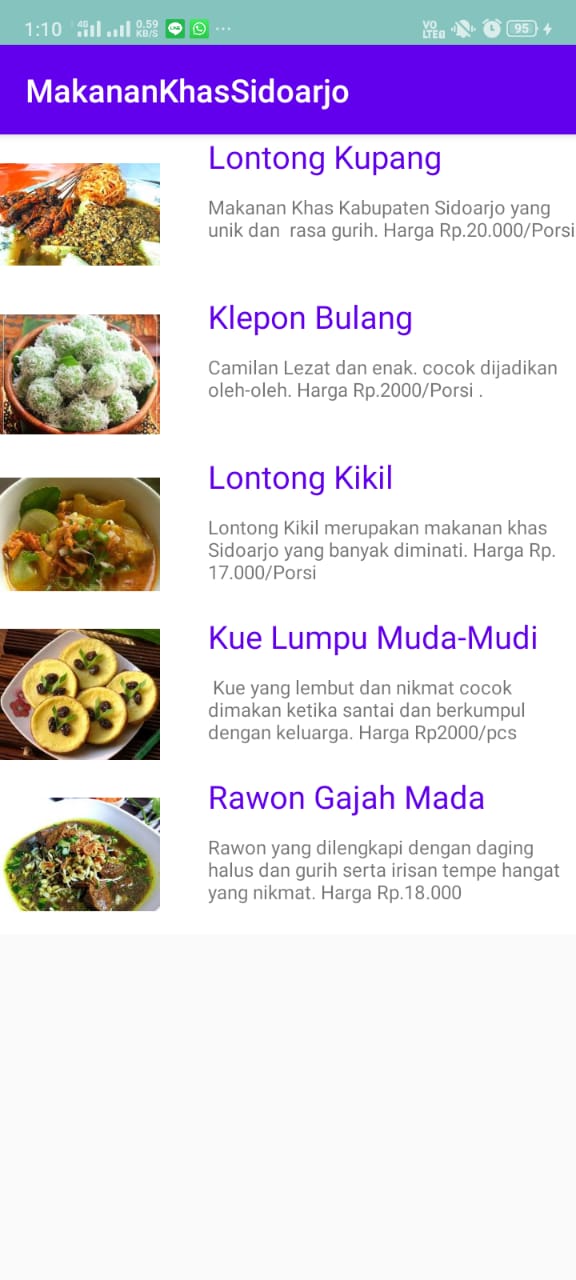 1:10 4G 0.59 KB/S ... VO LTE 95
MakananKhasSidoarjo
Lontong Kupang
Makanan Khas Kabupaten Sidoarjo yang
unik dan  rasa gurih. Harga Rp.20.000/Porsi
Klepon Bulang
Camilan Lezat dan enak. cocok dijadikan
oleh-oleh. Harga Rp.2000/Porsi .
Lontong Kikil
Lontong Kikil merupakan makanan khas
Sidoarjo yang banyak diminati. Harga Rp.
17.000/Porsi
Kue Lumpu Muda-Mudi
Kue yang lembut dan nikmat cocok
dimakan ketika santai dan berkumpul
dengan keluarga. Harga Rp2000/pcs
Rawon Gajah Mada
Rawon yang dilengkapi dengan daging
halus dan gurih serta irisan tempe hangat
yang nikmat. Harga Rp.18.000